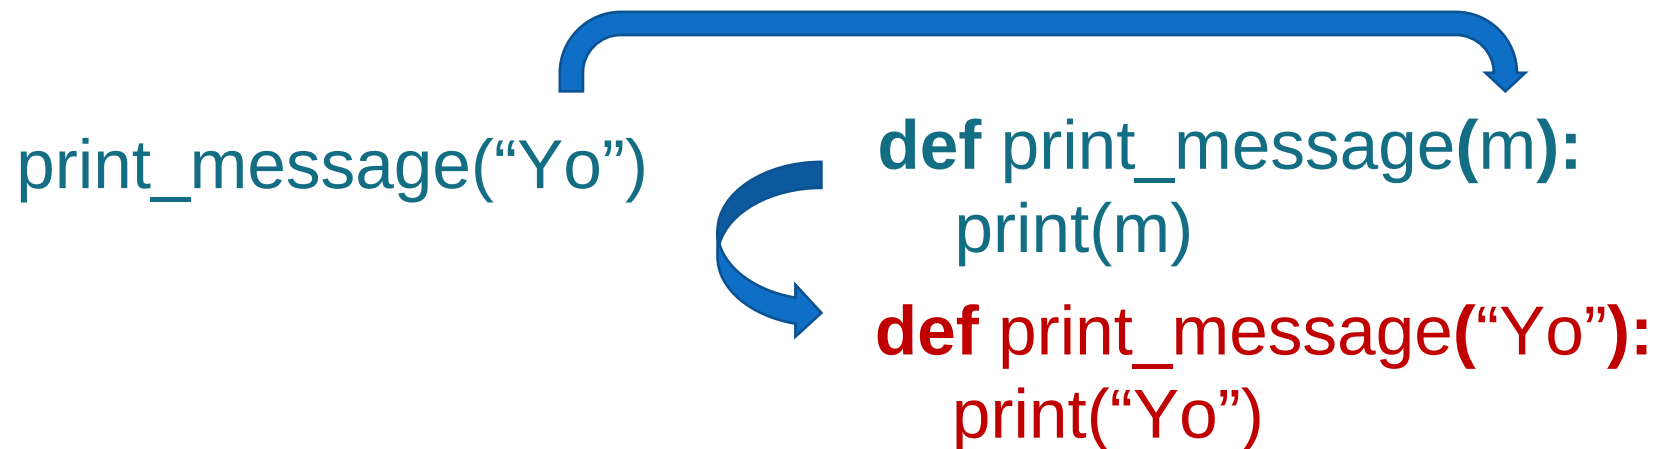 print_message(“Yo”)
def print_message(m):
print(m)
def print_message(“Yo”):
print(“Yo”)